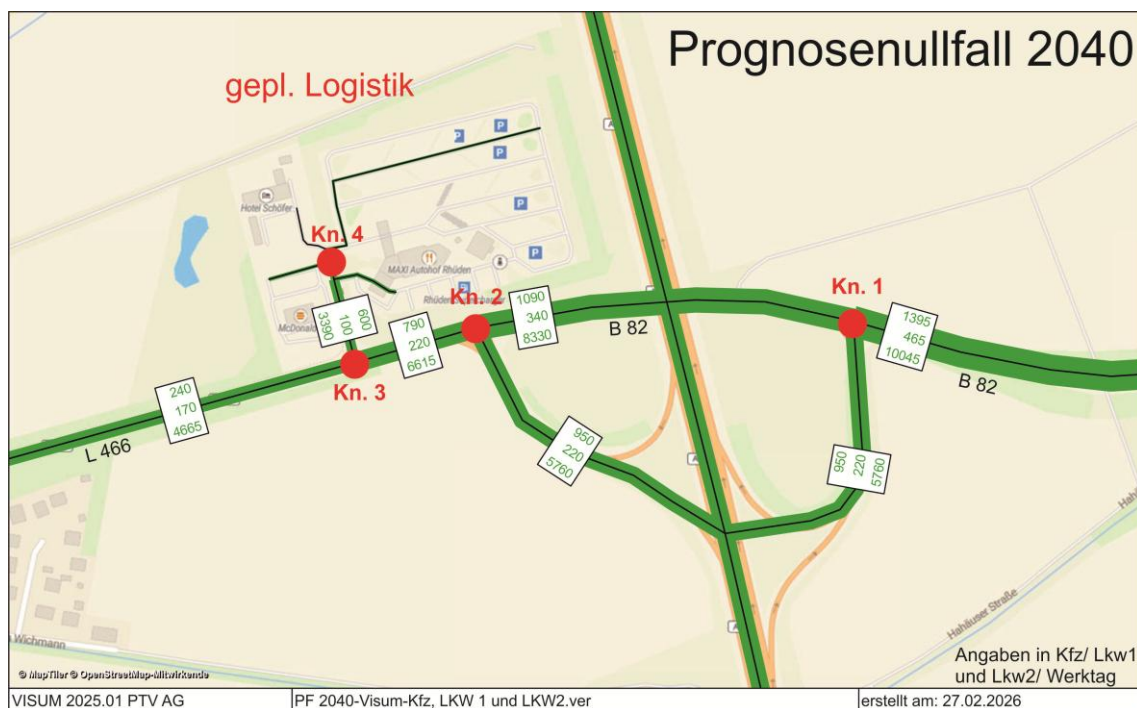 Prognosenullfall 2040
gepl. Logistik
Hotel Schöfer
Kn. 4
MAXI Autohof Rhüden
McDonald
3390
100
600
Kn. 3
790
220
6615
Kn. 2
1090
340
8330
B 82
Kn. 1
1395
465
10045
B 82
240
170
4665
L 466
950
220
5760
950
220
5760
Wichmann
Hahäuser Straße
P
P
P
P
P
A
A
A
A
© MapTiler © OpenStreetMap-Mitwirkende
Angaben in Kfz/ Lkw1
und Lkw2/ Werktag
VISUM 2025.01 PTV AG
PF 2040-Visum-Kfz, LKW 1 und LKW2.ver
erstellt am: 27.02.2026